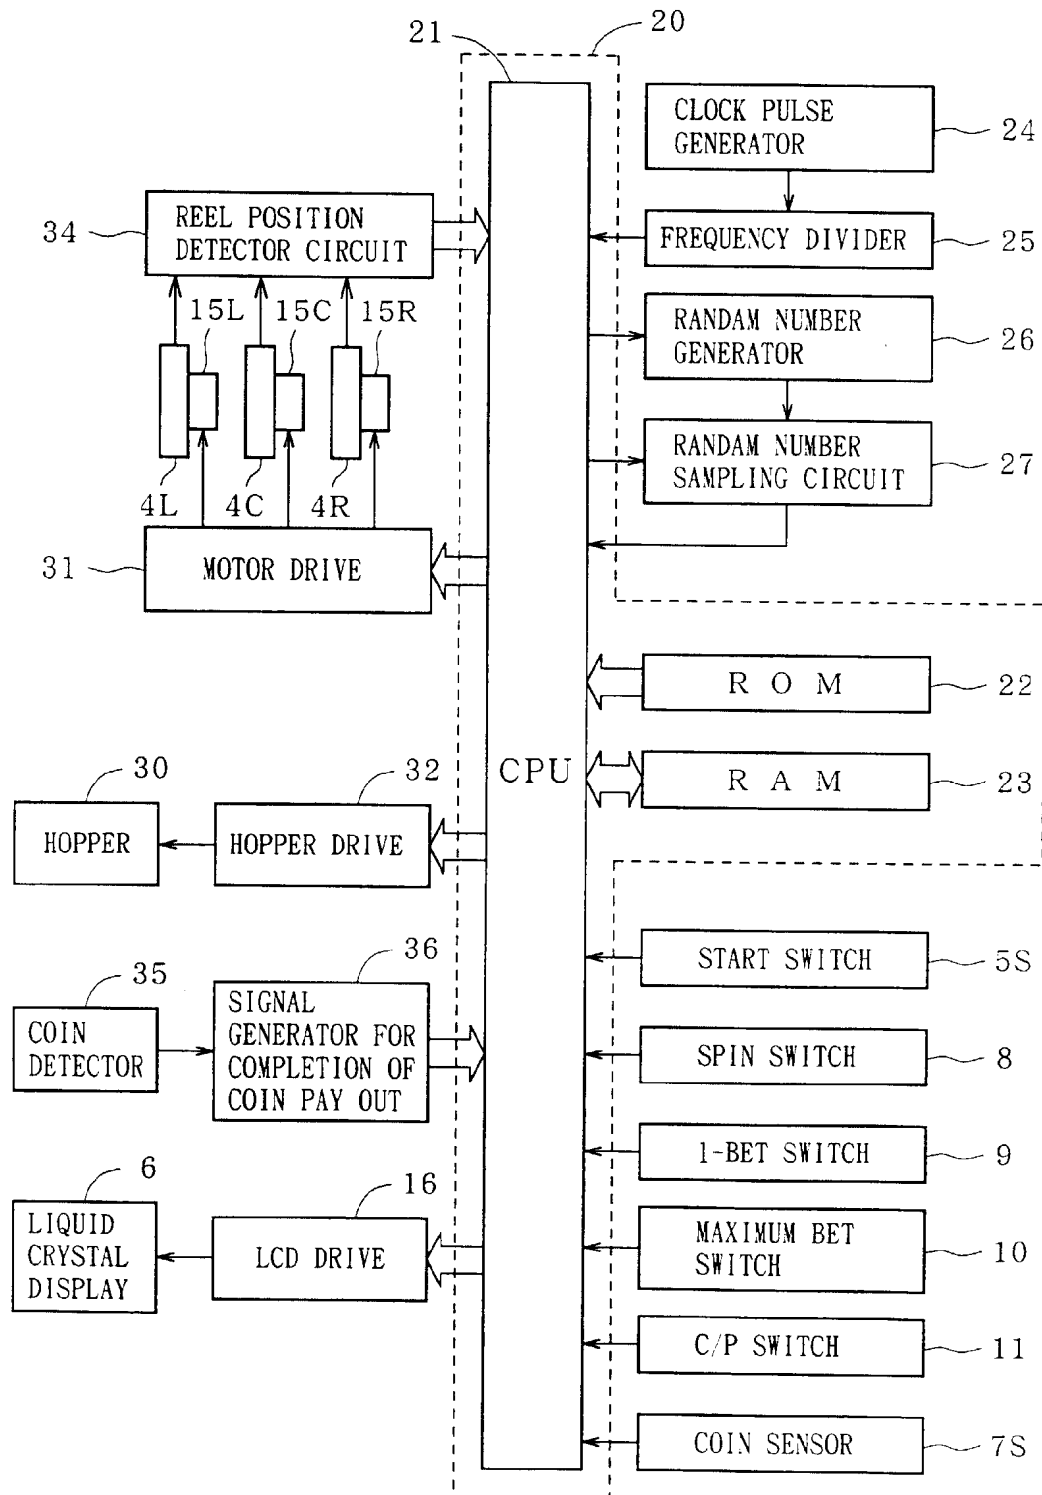 21
20
CLOCK PULSE
GENERATOR
24
REEL POSITION
DETECTOR CIRCUIT
34
FREQUENCY DIVIDER
25
15L
15C
15R
RANDAM NUMBER
GENERATOR
26
RANDAM NUMBER
SAMPLING CIRCUIT
27
4L
4C
4R
31
MOTOR DRIVE
ROM
22
CPU
RAM
23
30
32
HOPPER
HOPPER DRIVE
START SWITCH
5S
35
36
COIN
DETECTOR
SIGNAL
GENERATOR FOR
COMPLETION OF
COIN PAY OUT
SPIN SWITCH
8
1-BET SWITCH
9
6
16
LIQUID
CRYSTAL
DISPLAY
LCD DRIVE
MAXIMUM BET
SWITCH
10
C/P SWITCH
11
COIN SENSOR
7S